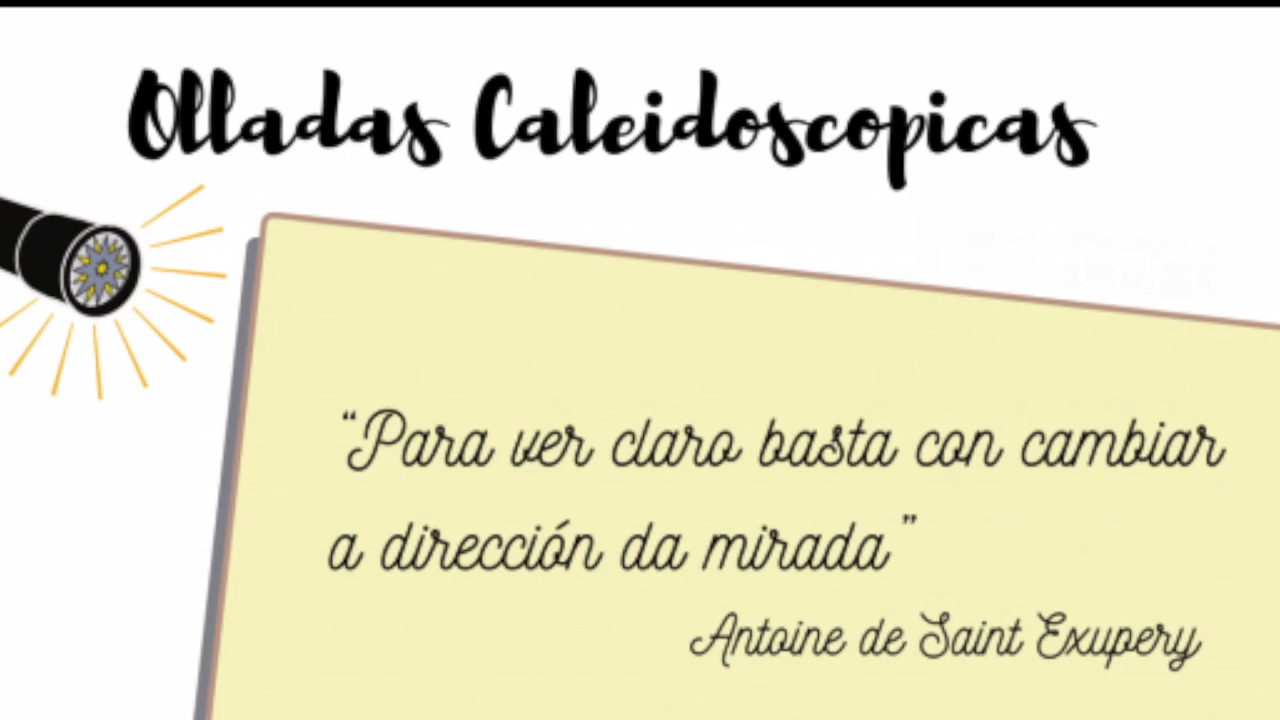 Olladas Caleidoscopicas
“Para ver claro basta con cambiar
a dirección da mirada”
Antoine de Saint Exupery